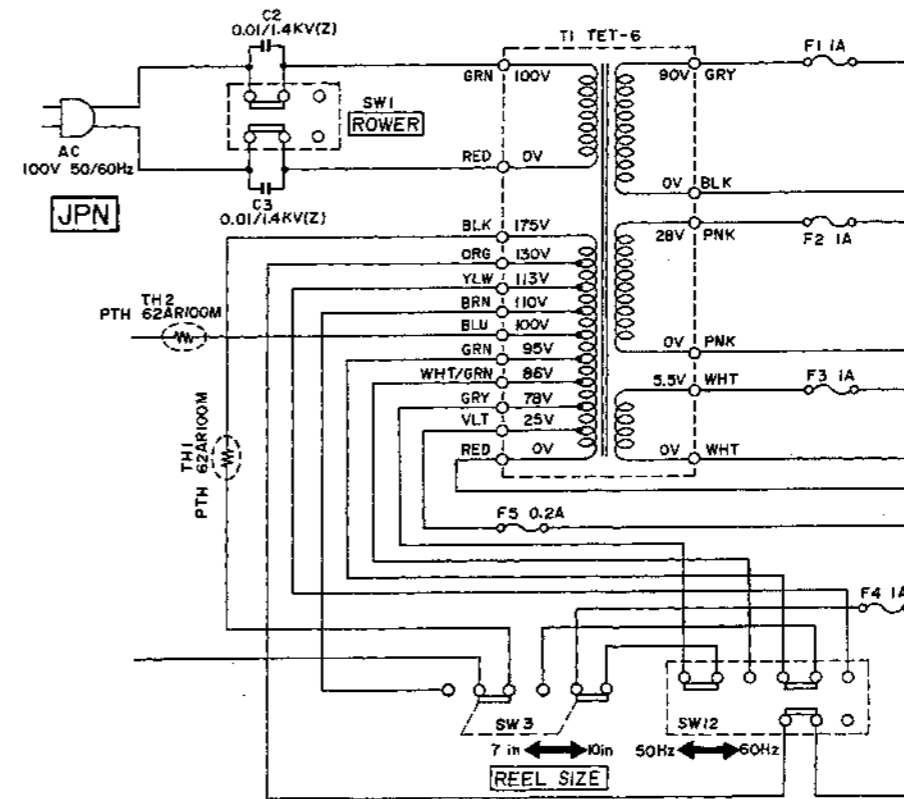 C2
0.01/1.4KV(Z)
SW1
ROWER
AC
100V 50/60Hz
JPN
C3
0.01/1.4KV(Z)
T1 TET-6
GRN 100V
RED 0V
BLK 175V
ORG 130V
YLW 113V
BRN 110V
BLU 100V
GRN 95V
WHT/GRN 86V
GRY 78V
VLT 25V
RED 0V
90V GRY
0V BLK
28V PNK
0V PNK
5.5V WHT
0V WHT
F1 1A
F2 1A
F3 1A
TH2
PTH 62AR100M
TH1
PTH 62AR100M
F5 0.2A
F4 1A
SW3
7 in 10in
REEL SIZE
SW12
50Hz 60Hz